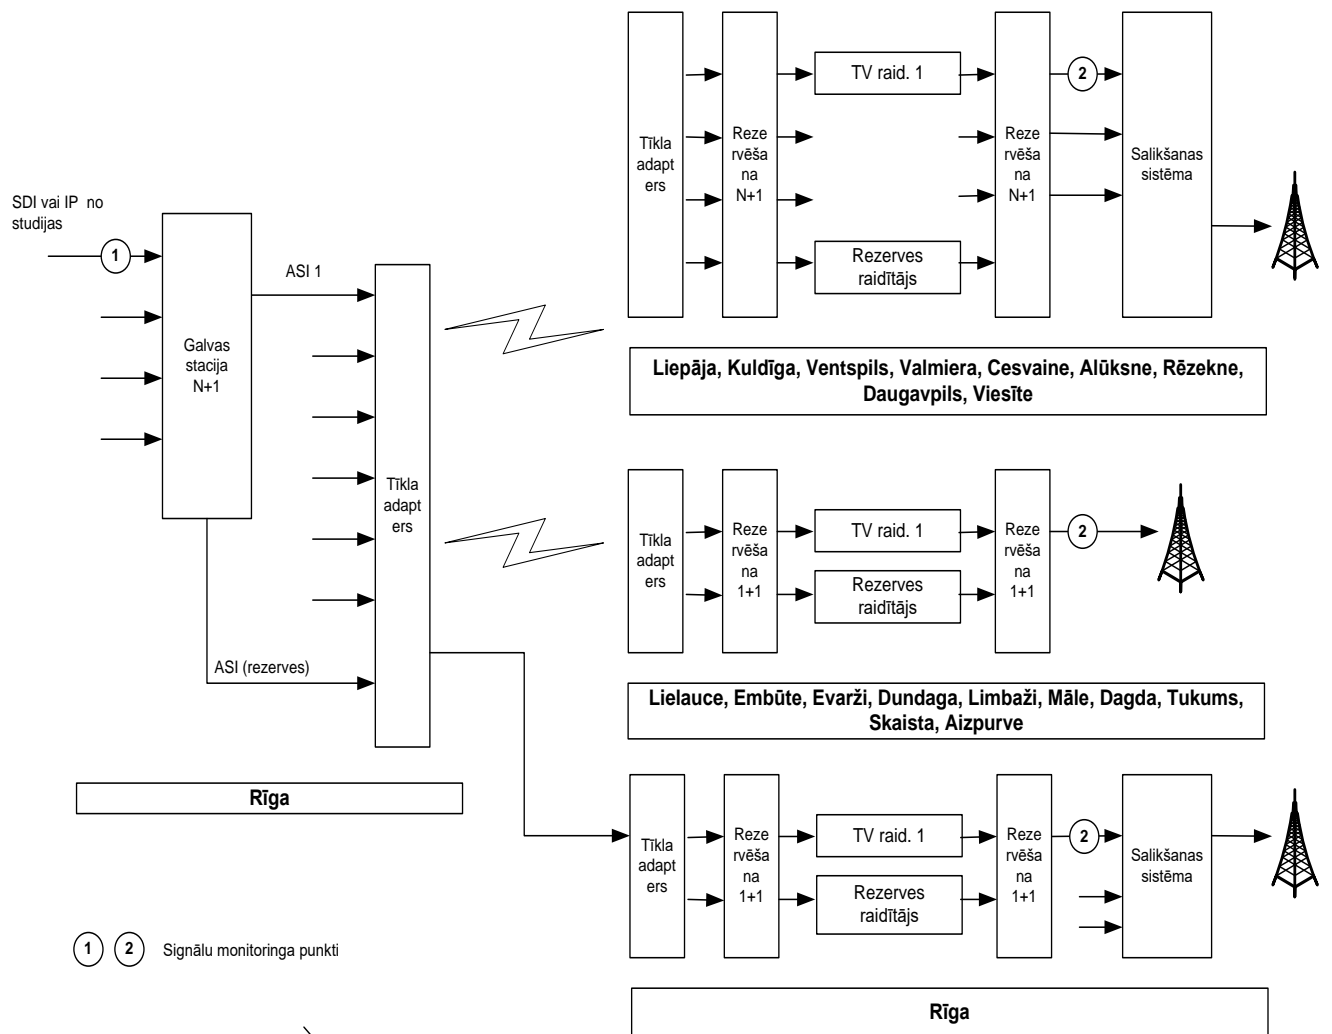 SDI vai IP no
studijas
1
Galvas
stacija
N+1
ASI 1
ASI (rezerves)
Tīkla
adapt
ers
Rīga
1
2
Signālu monitoringa punkti
Tīkla
adapt
ers
Reze
rvēša
na
N+1
TV raid. 1
Rezerves
raidītājs
Reze
rvēša
na
N+1
2
Salikšanas
sistēma
Liepāja, Kuldīga, Ventspils, Valmiera, Cesvaine, Alūksne, Rēzekne,
Daugavpils, Viesīte
Tīkla
adapt
ers
Reze
rvēša
na
1+1
TV raid. 1
Rezerves
raidītājs
Reze
rvēša
na
1+1
2
Lielauce, Embūte, Evarži, Dundaga, Limbaži, Māle, Dagda, Tukums,
Skaista, Aizpurve
Tīkla
adapt
ers
Reze
rvēša
na
1+1
TV raid. 1
Rezerves
raidītājs
Reze
rvēša
na
1+1
2
Salikšanas
sistēma
Rīga